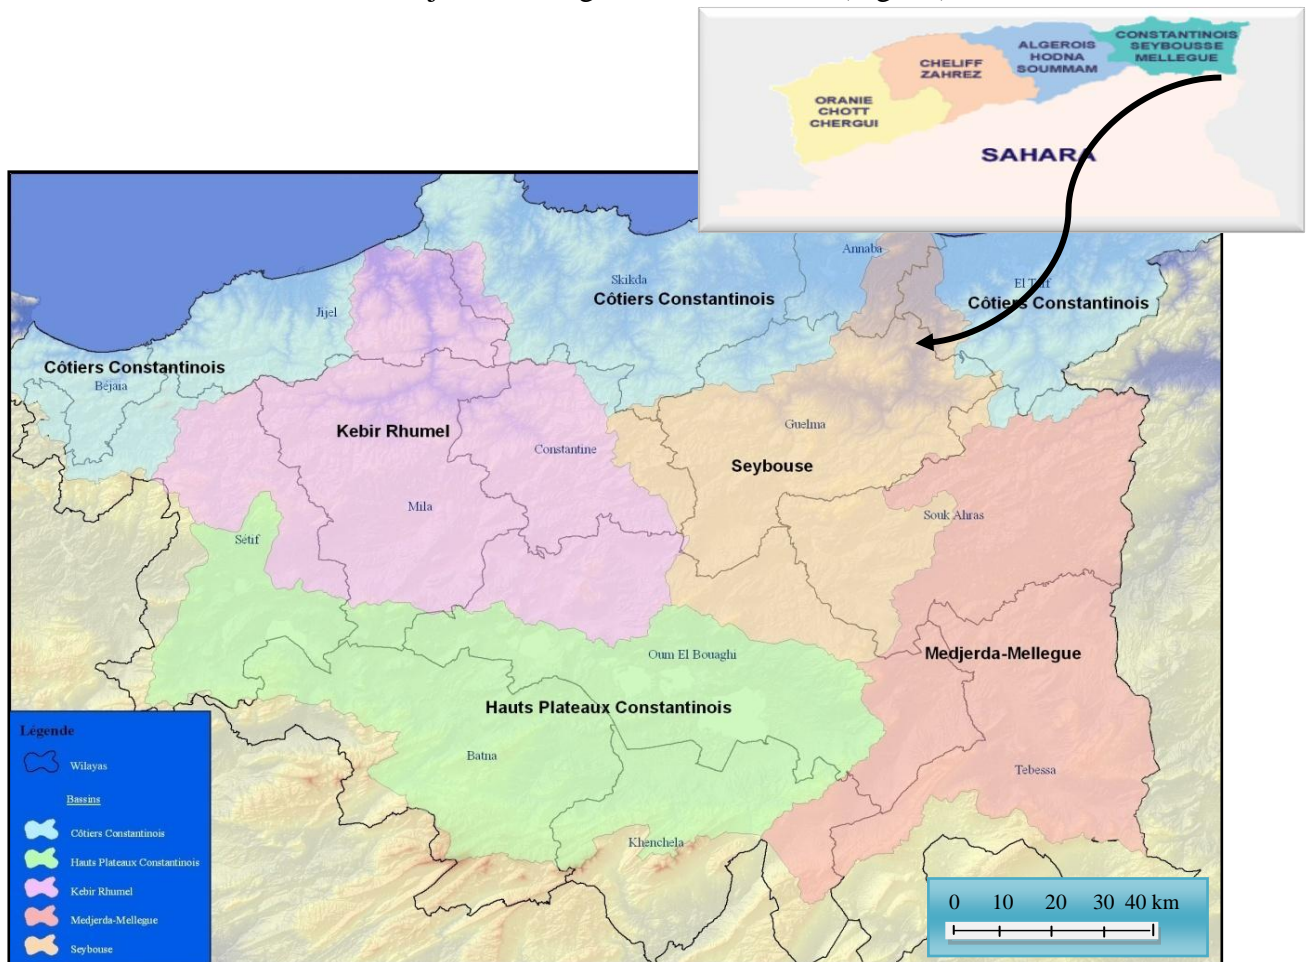 CONSTANTINOIS
SEYBOUSSE
MELLEGUE
ALGEROIS
HODNA
SOUMMAM
CHELIFF
ZAHREZ
ORANIE
CHOTT
CHERGUI
SAHARA
Annaba
Skikda
Côtiers Constantinois
El Tarf
Côtiers Constantinois
Jijel
Côtiers Constantinois
Béjaia
Kebir Rhumel
Guelma
Constantine
Seybouse
Mila
Souk Ahras
Sétif
Oum El Bouaghi
Medjerda-Mellegue
Hauts Plateaux Constantinois
Batna
Tebessa
Khenchela
Légende
Wilayas
Bassins
Côtiers Constantinois
Hauts Plateaux Constantinois
Kebir Rhumel
Medjerda-Mellegue
Seybouse
0 10 20 30 40 km